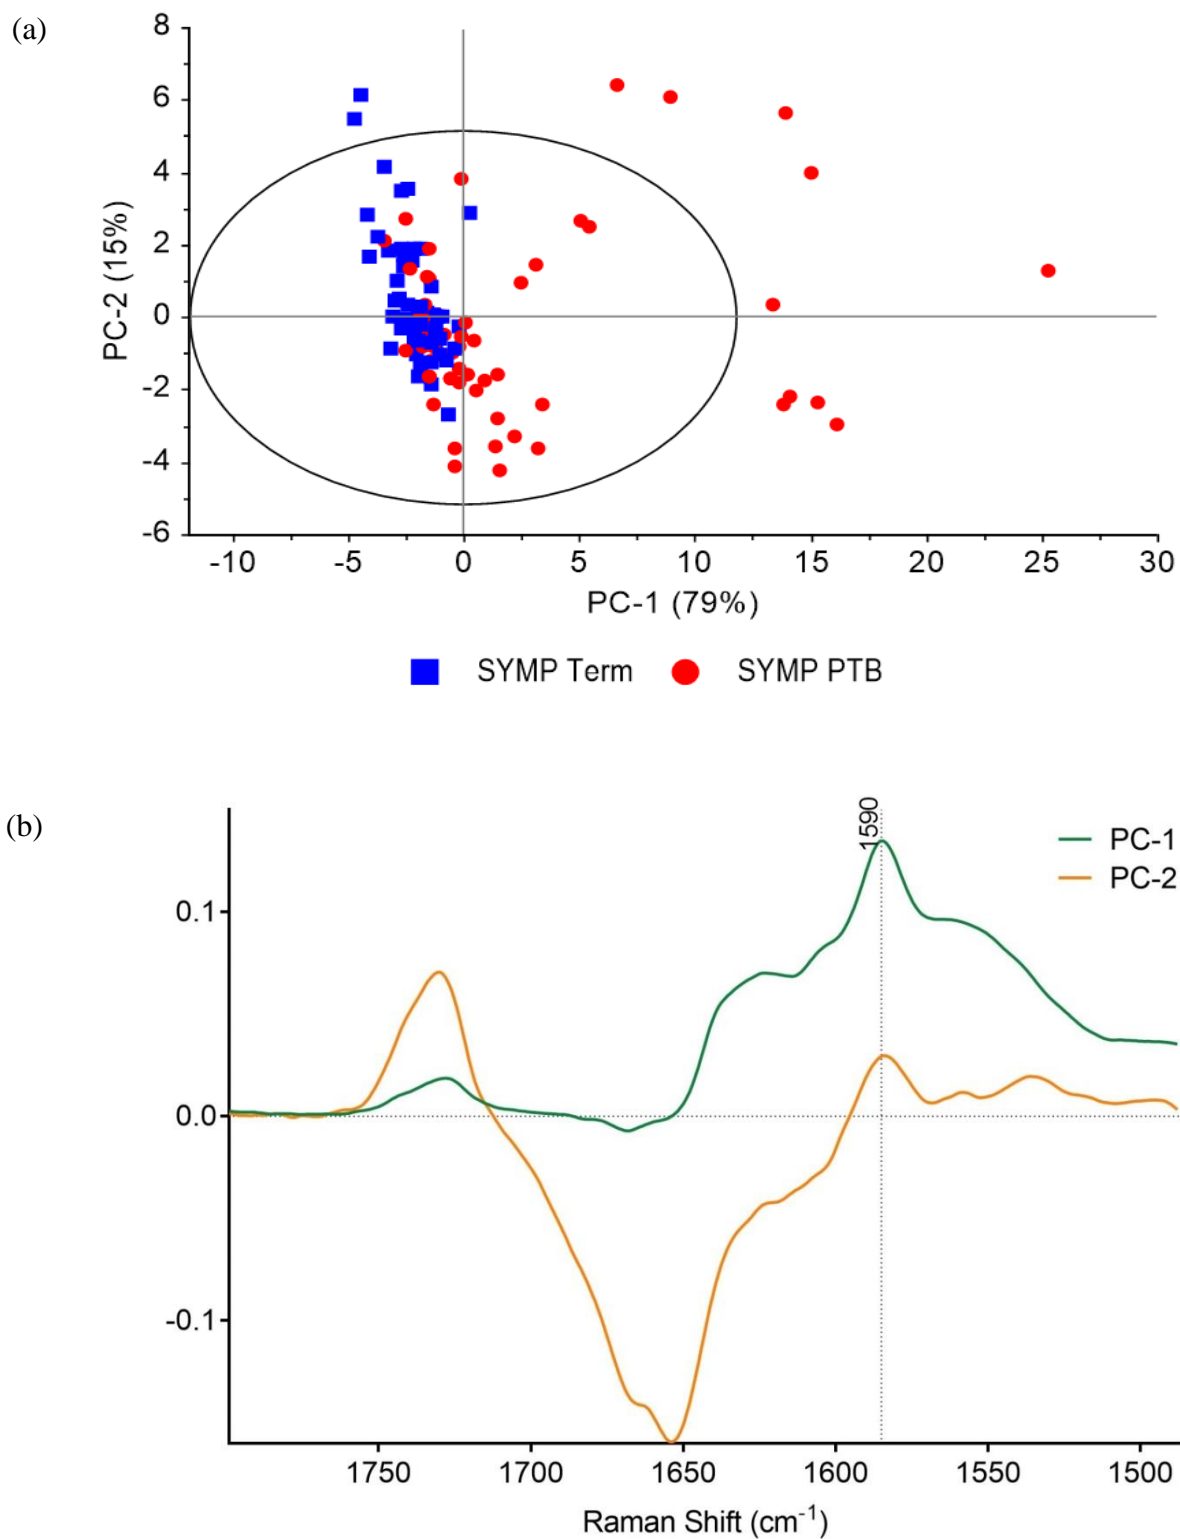 (a)
8
6
4
2
0
-2
-4
-6
PC-2 (15%)
-10 -5 0 5 10 15 20 25 30
PC-1 (79%)
SYMP Term SYMP PTB
(b)
1590
PC-1
PC-2
0.1
0.0
-0.1
1750 1700 1650 1600 1550 1500
Raman Shift (cm⁻¹)